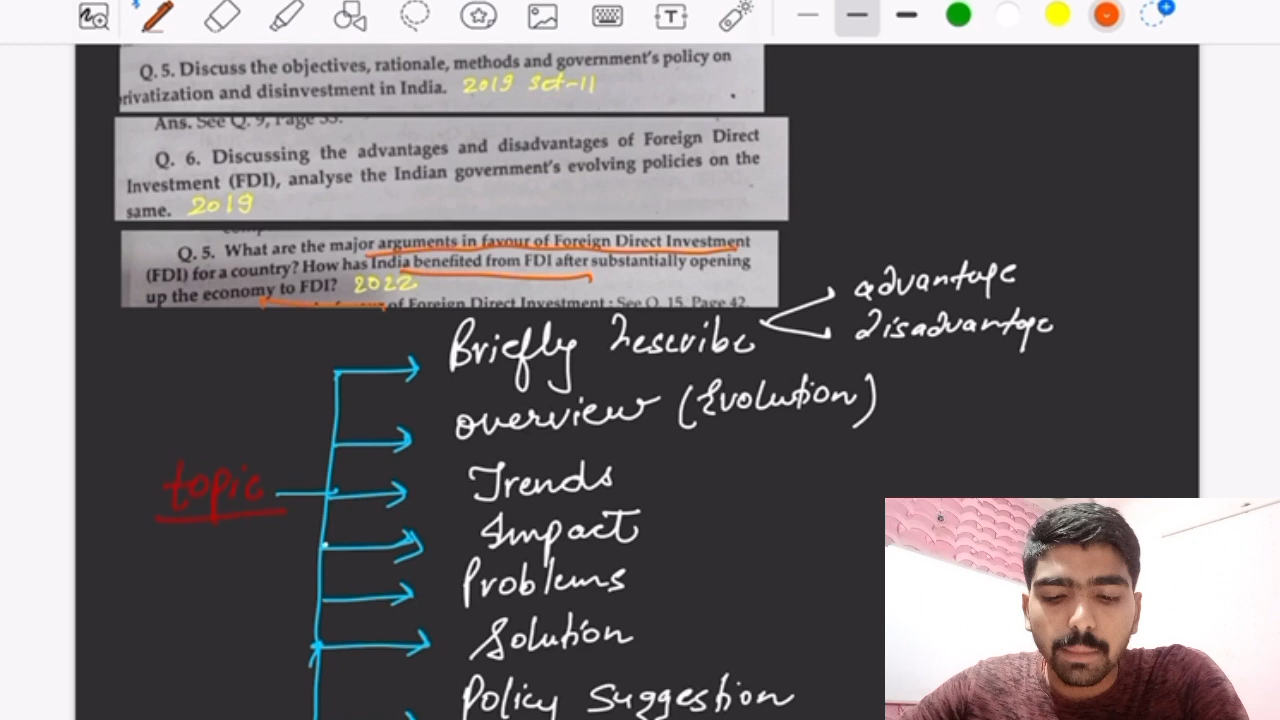 Q. 5. Discuss the objectives, rationale, methods and government's policy on
rivatization and disinvestment in India. 2019 Set-11
Ans. See Q. 9, Page 33.
Q. 6. Discussing the advantages and disadvantages of Foreign Direct
Investment (FDI), analyse the Indian government's evolving policies on the
same. 2019
Q. 5. What are the major arguments in favour of Foreign Direct Investment
(FDI) for a country? How has India benefited from FDI after substantially opening
up the economy to FDI? 2022
of Foreign Direct Investment : See Q. 15, Page 42.
Briefly Describe
advantage
Disadvantage
overview (Evolution)
Trends
topic
Impact
Problems
Solution
Policy Suggestion